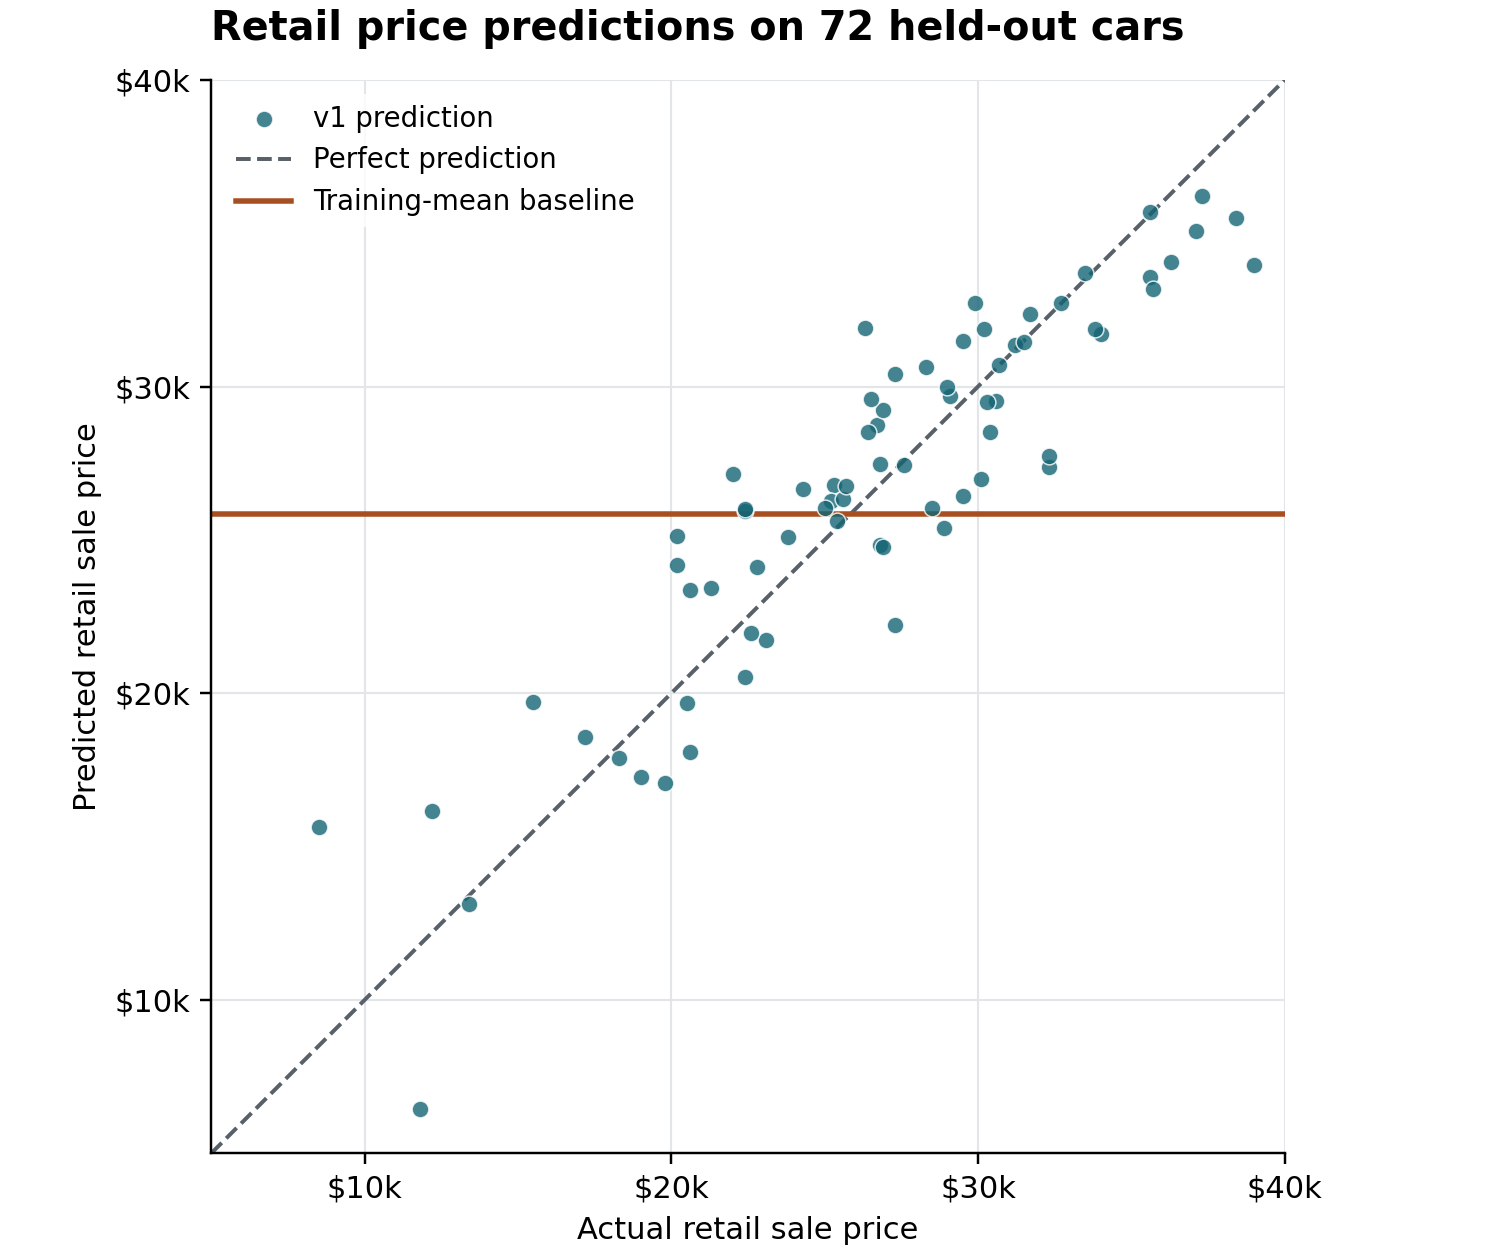 Retail price predictions on 72 held-out cars
$40k
v1 prediction
Perfect prediction
Training-mean baseline
$30k
Predicted retail sale price
$20k
$10k
$10k
$20k
$30k
$40k
Actual retail sale price